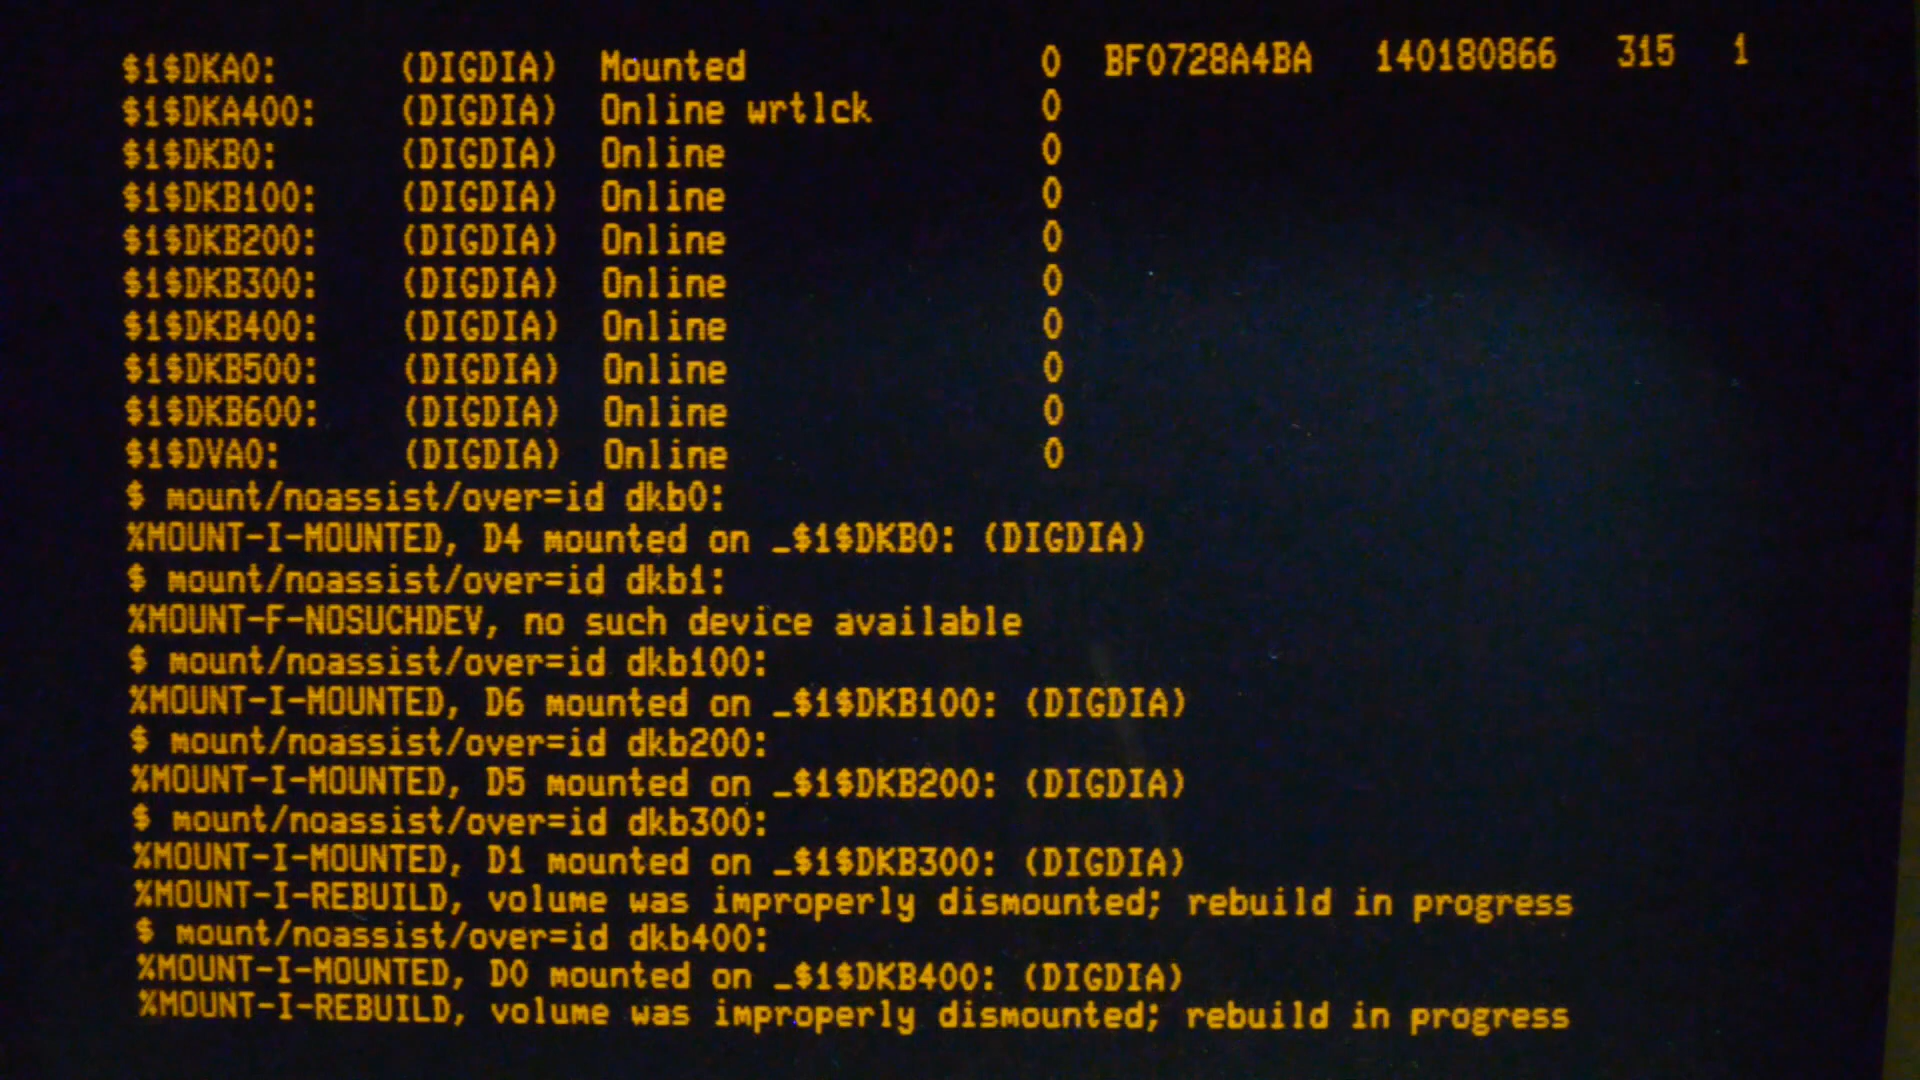 $1$DKA0: (DIGDIA) Mounted 0 BF0728A4BA 140180866 315 1
$1$DKA400: (DIGDIA) Online wrtlck 0
$1$DKB0: (DIGDIA) Online 0
$1$DKB100: (DIGDIA) Online 0
$1$DKB200: (DIGDIA) Online 0
$1$DKB300: (DIGDIA) Online 0
$1$DKB400: (DIGDIA) Online 0
$1$DKB500: (DIGDIA) Online 0
$1$DKB600: (DIGDIA) Online 0
$1$DVA0: (DIGDIA) Online 0
$ mount/noassist/over=id dkb0:
%MOUNT-I-MOUNTED, D4 mounted on _$1$DKB0: (DIGDIA)
$ mount/noassist/over=id dkb1:
%MOUNT-F-NOSUCHDEV, no such device available
$ mount/noassist/over=id dkb100:
%MOUNT-I-MOUNTED, D6 mounted on _$1$DKB100: (DIGDIA)
$ mount/noassist/over=id dkb200:
%MOUNT-I-MOUNTED, D5 mounted on _$1$DKB200: (DIGDIA)
$ mount/noassist/over=id dkb300:
%MOUNT-I-MOUNTED, D1 mounted on _$1$DKB300: (DIGDIA)
%MOUNT-I-REBUILD, volume was improperly dismounted; rebuild in progress
$ mount/noassist/over=id dkb400:
%MOUNT-I-MOUNTED, D0 mounted on _$1$DKB400: (DIGDIA)
%MOUNT-I-REBUILD, volume was improperly dismounted; rebuild in progress